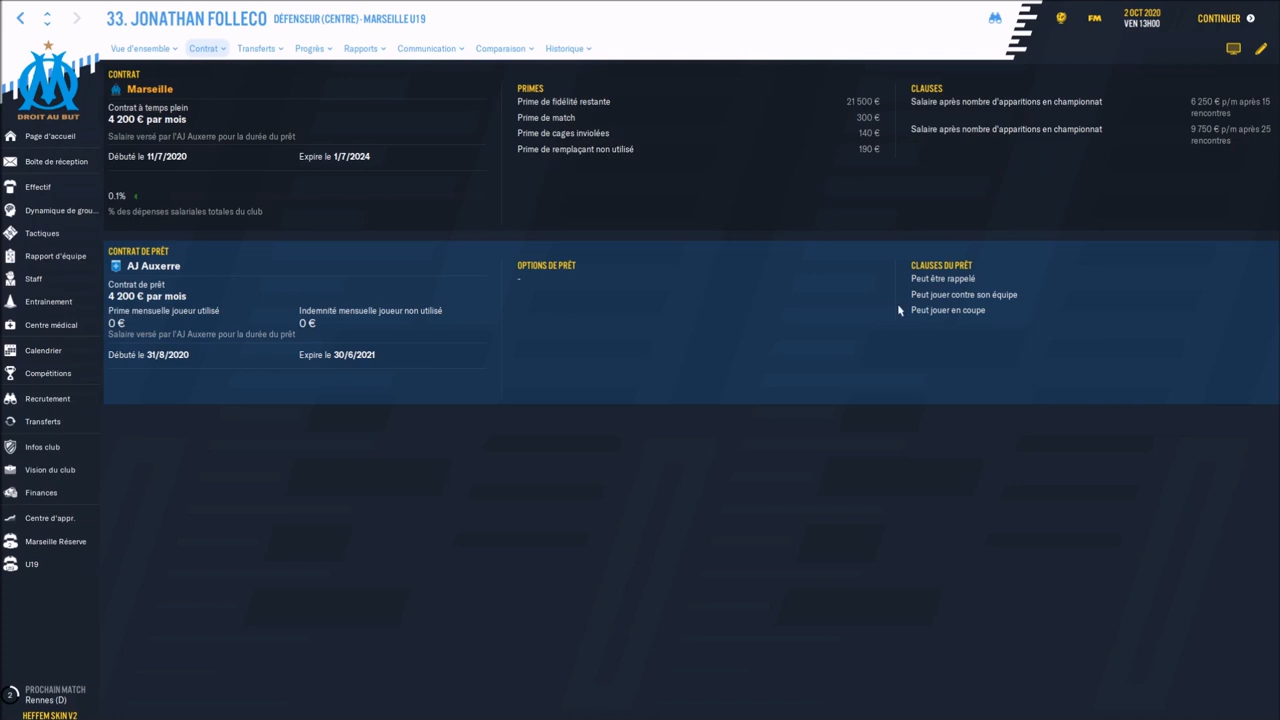 33. JONATHAN FOLLECO DÉFENSEUR (CENTRE) · MARSEILLE U19
2 OCT 2020
VEN 13H00
CONTINUER
FM
Vue d'ensemble Contrat Transferts Progrès Rapports Communication Comparaison Historique
DROIT AU BUT
Page d'accueil
Boîte de réception
Effectif
Dynamique de grou...
Tactiques
Rapport d'équipe
Staff
Entraînement
Centre médical
Calendrier
Compétitions
Recrutement
Transferts
Infos club
Vision du club
Finances
Centre d'appr.
Marseille Réserve
U19
2
PROCHAIN MATCH
Rennes (D)
HEFFEM SKIN V2
CONTRAT
Marseille
Contrat à temps plein
4 200 € par mois
Salaire versé par l'AJ Auxerre pour la durée du prêt
Débuté le 11/7/2020 Expire le 1/7/2024
0.1%
% des dépenses salariales totales du club
PRIMES
Prime de fidélité restante 21 500 €
Prime de match 300 €
Prime de cages inviolées 140 €
Prime de remplaçant non utilisé 190 €
CLAUSES
Salaire après nombre d'apparitions en championnat 6 250 € p/m après 15
rencontres
Salaire après nombre d'apparitions en championnat 9 750 € p/m après 25
rencontres
CONTRAT DE PRÊT
AJ Auxerre
Contrat de prêt
4 200 € par mois
Prime mensuelle joueur utilisé Indemnité mensuelle joueur non utilisé
0 € 0 €
Salaire versé par l'AJ Auxerre pour la durée du prêt
Débuté le 31/8/2020 Expire le 30/6/2021
OPTIONS DE PRÊT
-
CLAUSES DU PRÊT
Peut être rappelé
Peut jouer contre son équipe
Peut jouer en coupe